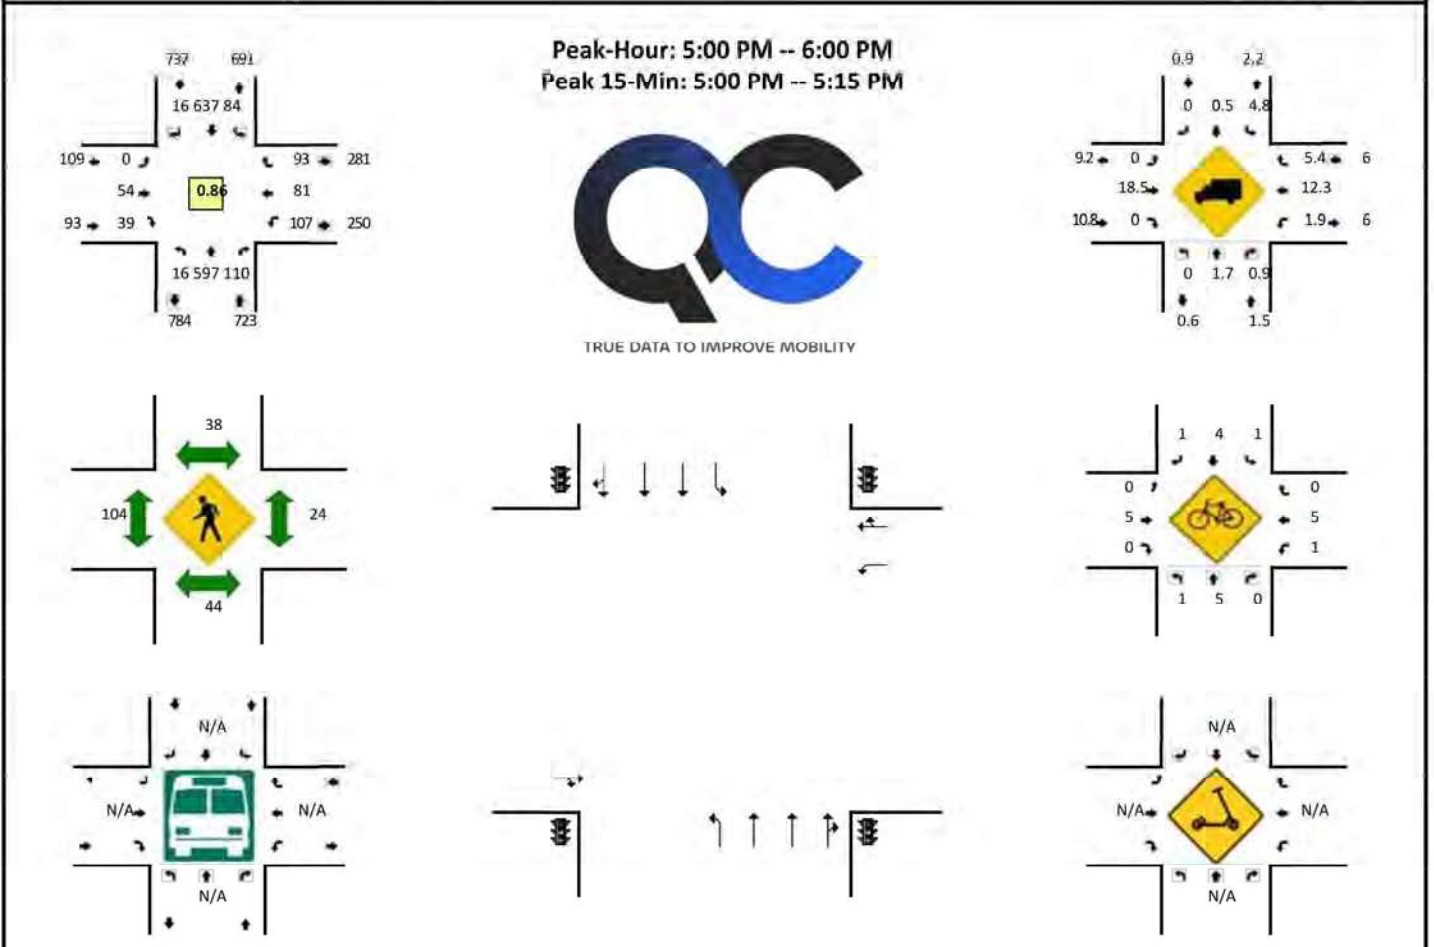 Peak-Hour: 5:00 PM -- 6:00 PM
Peak 15-Min: 5:00 PM -- 5:15 PM
737 691
16 637 84
109 0 93 281
54 0.86 81
93 39 107 250
16 597 110
784 723
QC
TRUE DATA TO IMPROVE MOBILITY
0.9 2.2
0 0.5 4.8
9.2 0 5.4 6
18.5 12.3
10.8 0 1.9 6
0 1.7 0.9
0.6 1.5
38
104 24
44
1 4 1
0 0
5 5
0 1
1 5 0
N/A
N/A N/A
N/A
N/A
N/A N/A
N/A